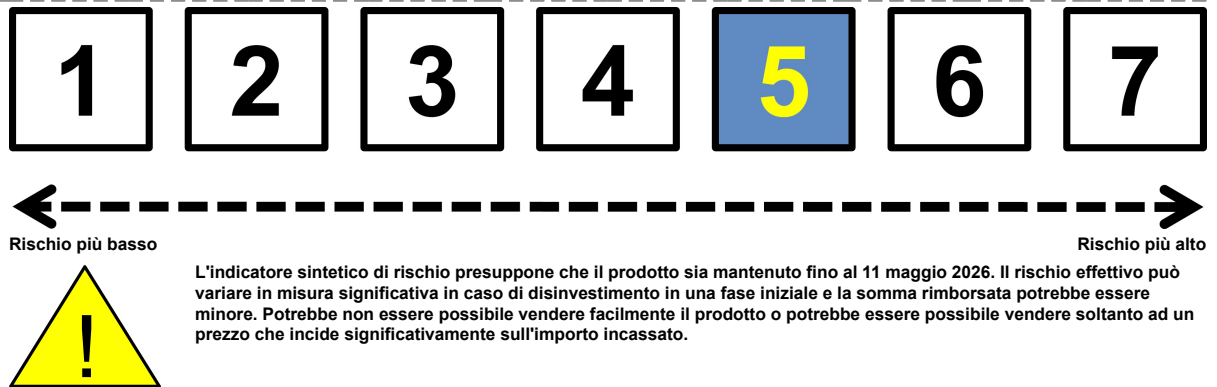 1 2 3 4 5 6 7
Rischio più basso Rischio più alto
L'indicatore sintetico di rischio presuppone che il prodotto sia mantenuto fino al 11 maggio 2026. Il rischio effettivo può
variare in misura significativa in caso di disinvestimento in una fase iniziale e la somma rimborsata potrebbe essere
minore. Potrebbe non essere possibile vendere facilmente il prodotto o potrebbe essere possibile vendere soltanto ad un
prezzo che incide significativamente sull'importo incassato.
!